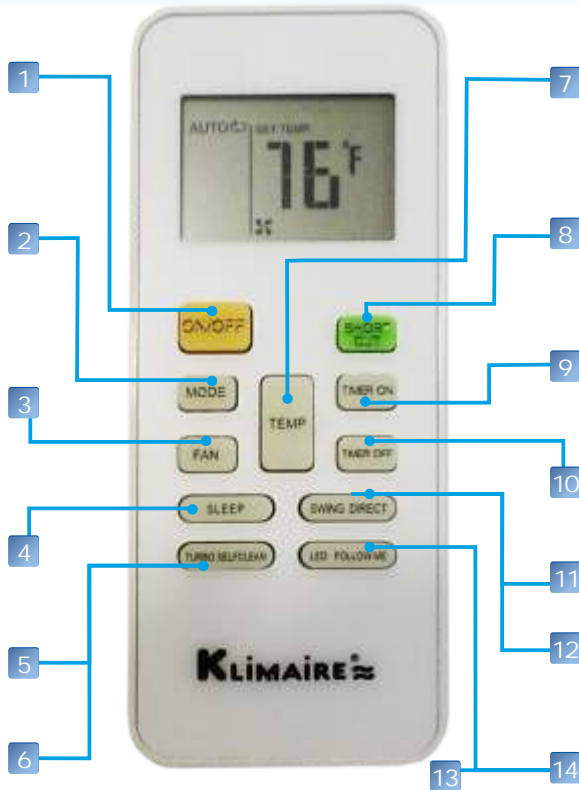 1
7
AUTO SET TEMP.
76°F
2
8
ON/OFF
SHORT
CUT
9
MODE
TIMER ON
3
TEMP
FAN
TIMER OFF
10
SLEEP
SWING DIRECT
4
TURBO SELFCLEAN
LED FOLLOW ME
11
5
12
KLiMAiRE
6
13
14